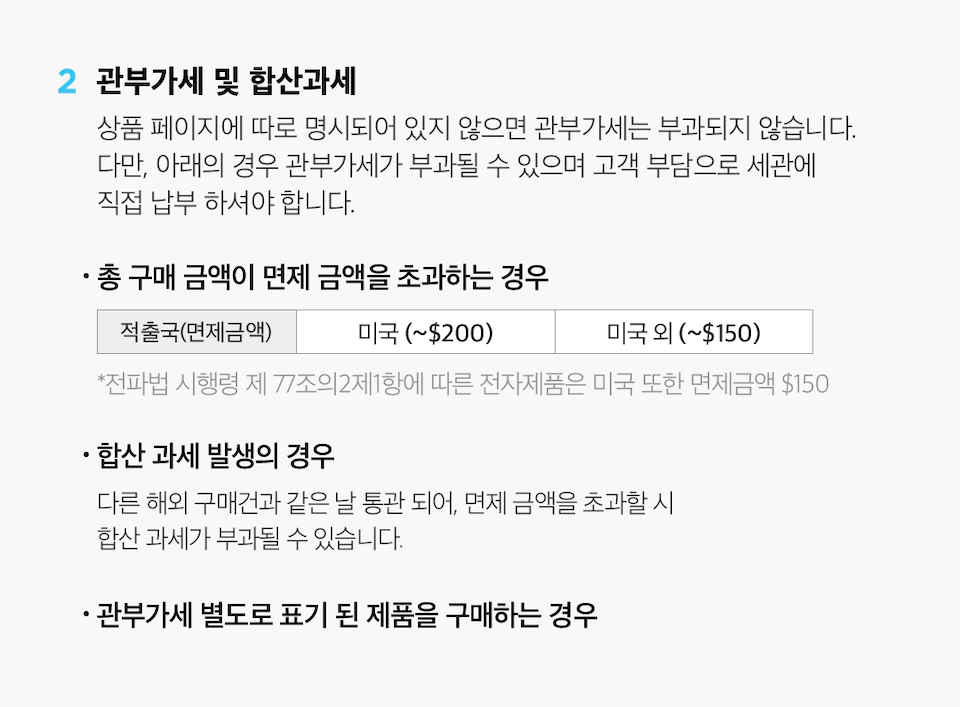 2 관부가세 및 합산과세
상품 페이지에 따로 명시되어 있지 않으면 관부가세는 부과되지 않습니다.
다만, 아래의 경우 관부가세가 부과될 수 있으며 고객 부담으로 세관에
직접 납부 하셔야 합니다.
· 총 구매 금액이 면제 금액을 초과하는 경우
적출국(면제금액) 미국 (~$200) 미국 외 (~$150)
*전파법 시행령 제 77조의2제1항에 따른 전자제품은 미국 또한 면제금액 $150
· 합산 과세 발생의 경우
다른 해외 구매건과 같은 날 통관 되어, 면제 금액을 초과할 시
합산 과세가 부과될 수 있습니다.
· 관부가세 별도로 표기 된 제품을 구매하는 경우